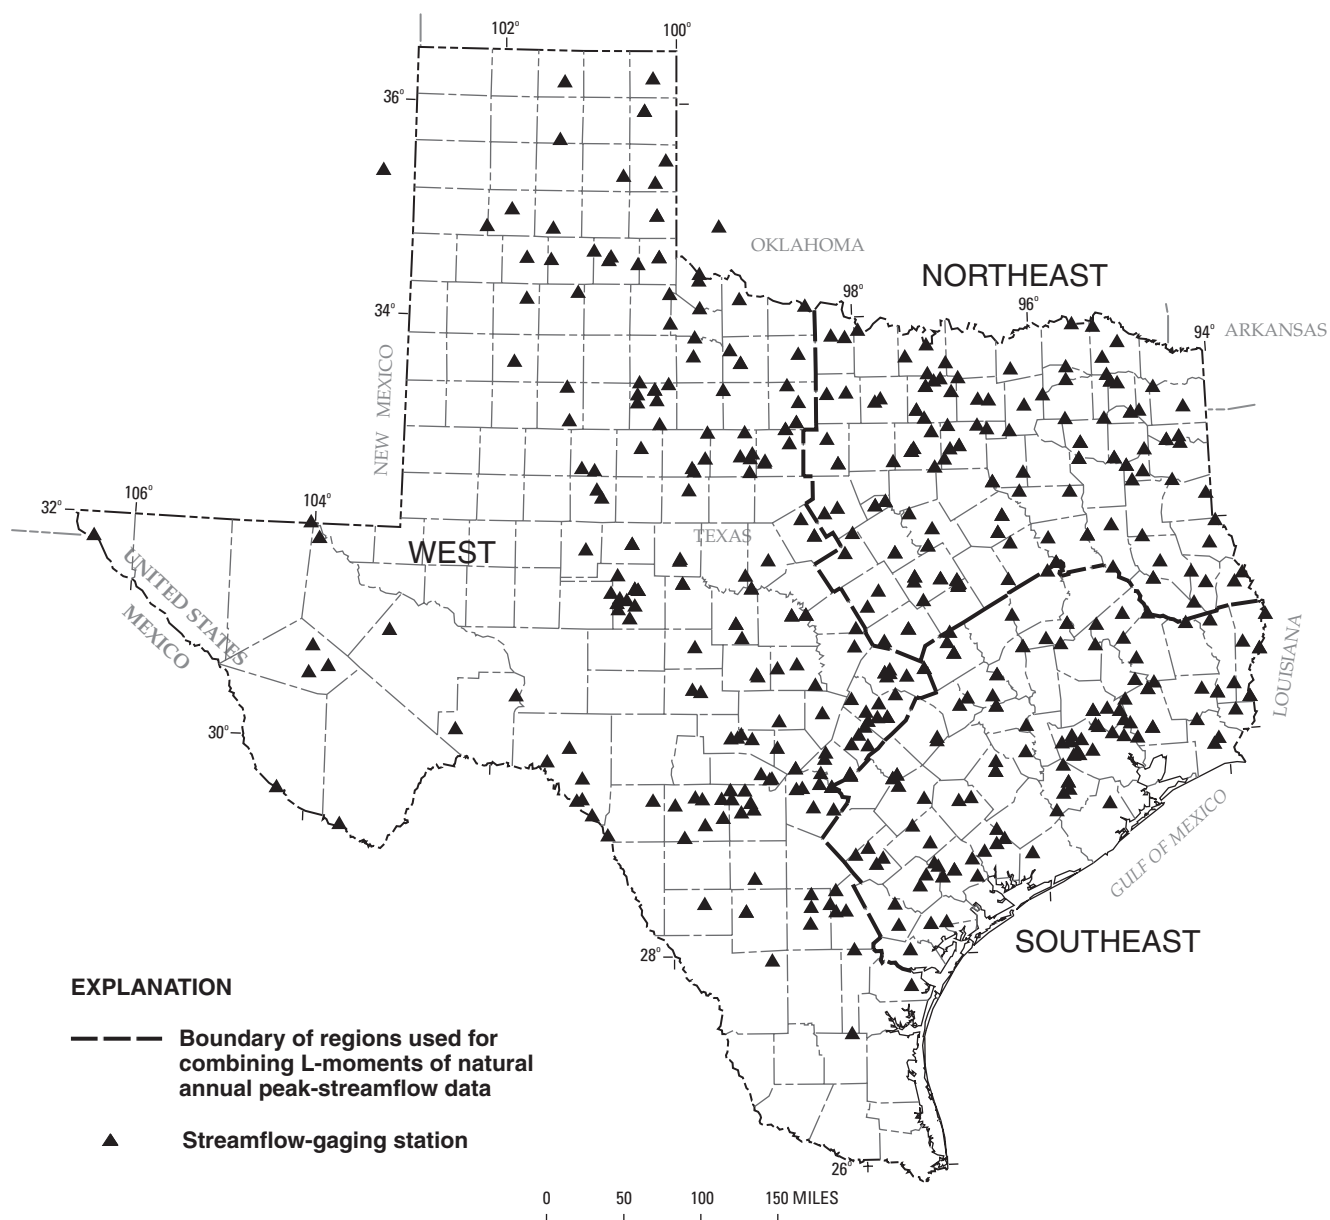 102°
100°
36°
OKLAHOMA
NORTHEAST
98°
96°
34°
94°
ARKANSAS
NEW MEXICO
32°
106°
104°
WEST
TEXAS
UNITED STATES
MEXICO
LOUISIANA
30°
GULF OF MEXICO
SOUTHEAST
28°
EXPLANATION
Boundary of regions used for
combining L-moments of natural
annual peak-streamflow data
Streamflow-gaging station
26°
0 50 100 150 MILES